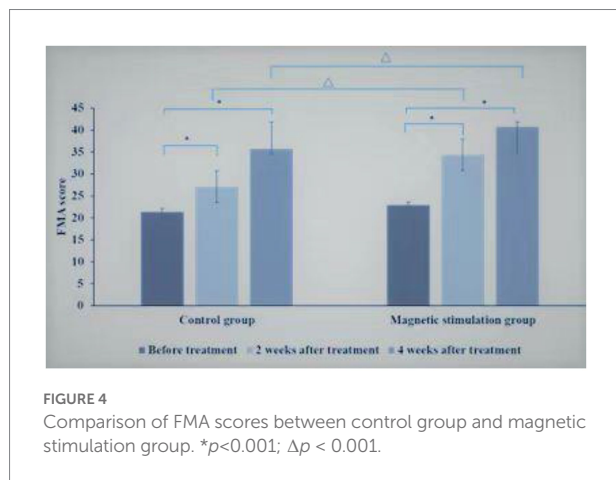 △
△
*
*
*
*
45
40
35
30
25
20
15
10
5
0
FMA score
Control group
Magnetic stimulation group
Before treatment 2 weeks after treatment 4 weeks after treatment
FIGURE 4
Comparison of FMA scores between control group and magnetic
stimulation group. *p<0.001; Δp < 0.001.